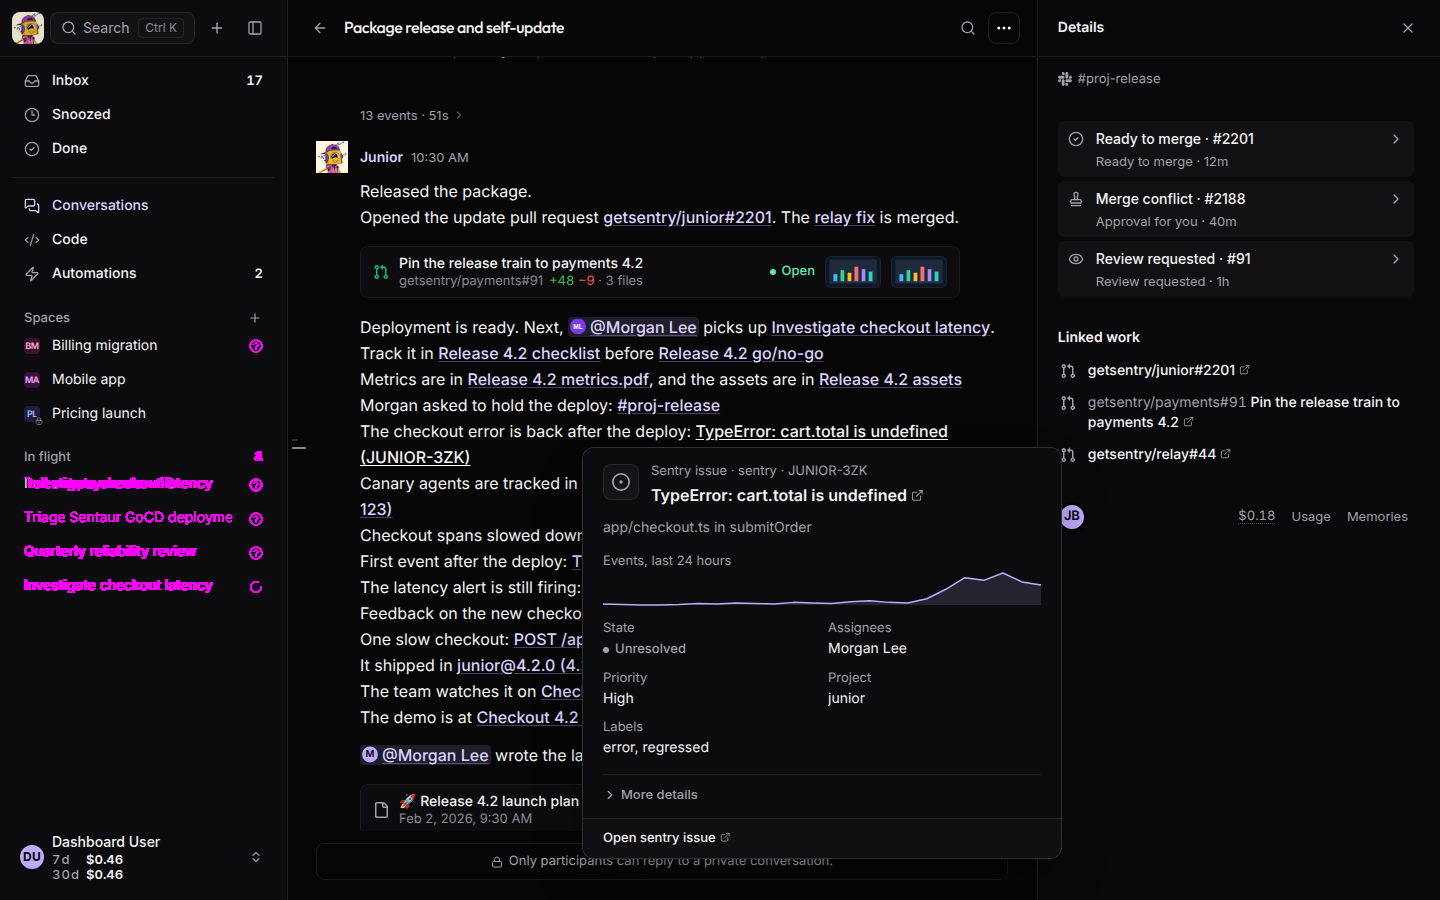 Search Ctrl K
Inbox 17
Snoozed
Done
Conversations
Code
Automations 2
Spaces
BM Billing migration
MA Mobile app
PL Pricing launch
In flight
Triage Sentaur GoCD deployme
Quarterly reliability review
Investigate checkout latency
DU Dashboard User
7d $0.46
30d $0.46
Package release and self-update
13 events · 51s
Junior 10:30 AM
Released the package.
Opened the update pull request getsentry/junior#2201. The relay fix is merged.
Pin the release train to payments 4.2
getsentry/payments#91 +48 −9 · 3 files
Open
Deployment is ready. Next, ML @Morgan Lee picks up Investigate checkout latency.
Track it in Release 4.2 checklist before Release 4.2 go/no-go
Metrics are in Release 4.2 metrics.pdf, and the assets are in Release 4.2 assets
Morgan asked to hold the deploy: #proj-release
The checkout error is back after the deploy: TypeError: cart.total is undefined
(JUNIOR-3ZK)
Canary agents are tracked in
123)
Checkout spans slowed down
First event after the deploy: T
The latency alert is still firing:
Feedback on the new checko
One slow checkout: POST /ap
It shipped in junior@4.2.0 (4.
The team watches it on Chec
The demo is at Checkout 4.2
M @Morgan Lee wrote the la
🚀 Release 4.2 launch plan
Feb 2, 2026, 9:30 AM
Only participants can reply to a private conversation.
Sentry issue · sentry · JUNIOR-3ZK
TypeError: cart.total is undefined
app/checkout.ts in submitOrder
Events, last 24 hours
State Assignees
Unresolved Morgan Lee
Priority Project
High junior
Labels
error, regressed
More details
Open sentry issue
Details
#proj-release
Ready to merge · #2201
Ready to merge · 12m
Merge conflict · #2188
Approval for you · 40m
Review requested · #91
Review requested · 1h
Linked work
getsentry/junior#2201
getsentry/payments#91 Pin the release train to
payments 4.2
getsentry/relay#44
JB $0.18 Usage Memories